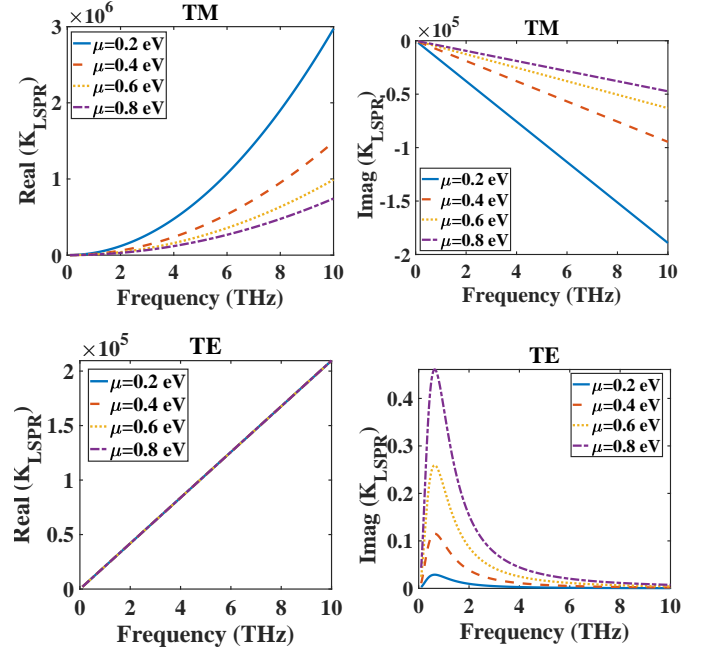 TM
×10^6
3
2
1
0
2
4
6
8
10
Real (K_LSPR)
Frequency (THz)
μ=0.2 eV
μ=0.4 eV
μ=0.6 eV
μ=0.8 eV
TM
×10^5
0
-0.5
-1
-1.5
-2
0
2
4
6
8
10
Imag (K_LSPR)
Frequency (THz)
μ=0.2 eV
μ=0.4 eV
μ=0.6 eV
μ=0.8 eV
TE
×10^5
2
1.5
1
0.5
0
0
2
4
6
8
10
Real (K_LSPR)
Frequency (THz)
μ=0.2 eV
μ=0.4 eV
μ=0.6 eV
μ=0.8 eV
TE
0.4
0.3
0.2
0.1
0
0
2
4
6
8
10
Imag (K_LSPR)
Frequency (THz)
μ=0.2 eV
μ=0.4 eV
μ=0.6 eV
μ=0.8 eV